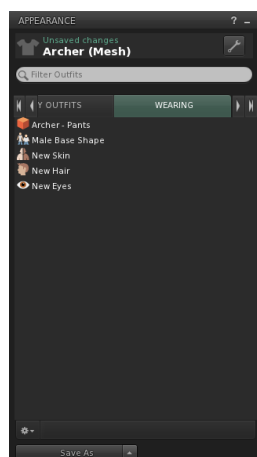 APPEARANCE ? _
Unsaved changes
Archer (Mesh)
Filter Outfits
Y OUTFITS WEARING
Archer - Pants
Male Base Shape
New Skin
New Hair
New Eyes
Save As